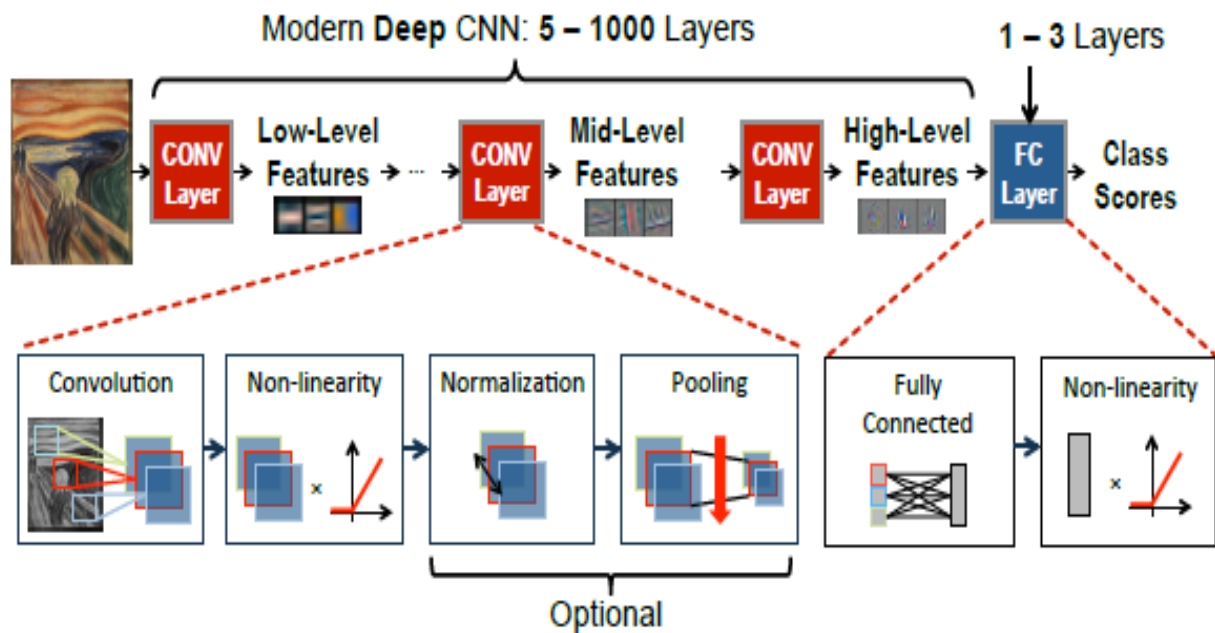 Modern Deep CNN: 5 – 1000 Layers
1 – 3 Layers
CONV
Layer
Low-Level
Features
...
CONV
Layer
Mid-Level
Features
CONV
Layer
High-Level
Features
FC
Layer
Class
Scores
Convolution
Non-linearity
×
Normalization
Pooling
Fully
Connected
Non-linearity
×
Optional